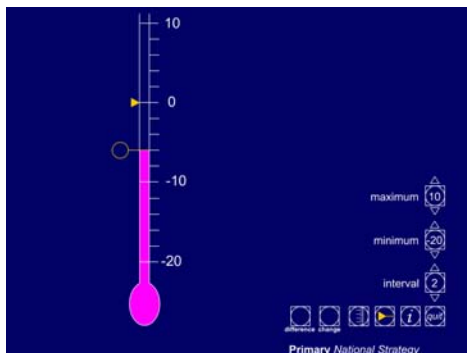 10
0
-10
-20
maximum 10
minimum -20
interval 2
difference change i quit
Primary National Strategy